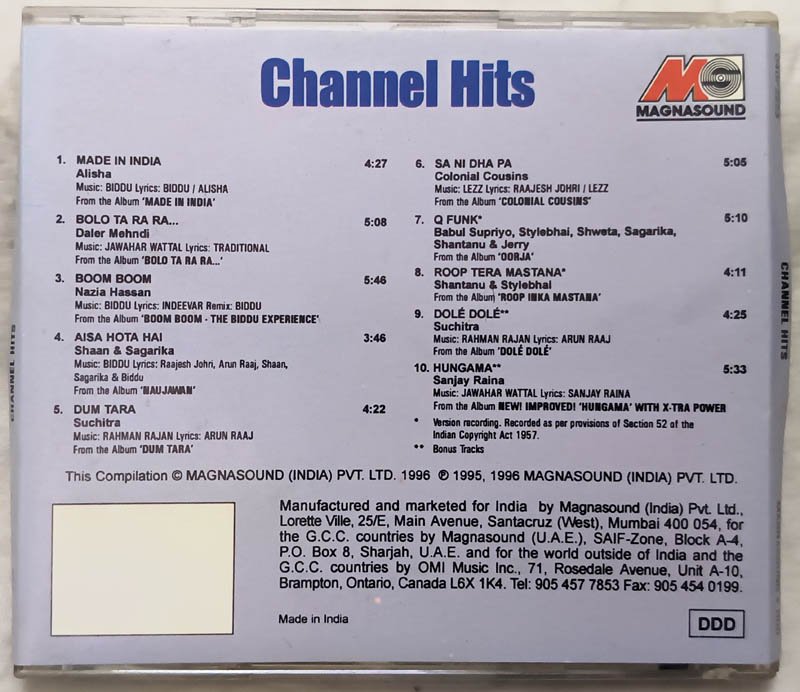 Channel Hits
MS
MAGNASOUND
1. MADE IN INDIA 4:27
Alisha
Music: BIDDU Lyrics: BIDDU / ALISHA
From the Album 'MADE IN INDIA'
2. BOLO TA RA RA... 5:08
Daler Mehndi
Music: JAWAHAR WATTAL Lyrics: TRADITIONAL
From the Album 'BOLO TA RA RA...'
3. BOOM BOOM 5:46
Nazia Hassan
Music: BIDDU Lyrics: INDEEVAR Remix: BIDDU
From the Album 'BOOM BOOM - THE BIDDU EXPERIENCE'
4. AISA HOTA HAI 3:46
Shaan & Sagarika
Music: BIDDU Lyrics: Raajesh Johri, Arun Raaj, Shaan,
Sagarika & Biddu
From the Album 'NAUJAWAN'
5. DUM TARA 4:22
Suchitra
Music: RAHMAN RAJAN Lyrics: ARUN RAAJ
From the Album 'DUM TARA'
6. SA NI DHA PA 5:05
Colonial Cousins
Music: LEZZ Lyrics: RAAJESH JOHRI / LEZZ
From the Album 'COLONIAL COUSINS'
7. Q FUNK* 5:10
Babul Supriyo, Stylebhai, Shweta, Sagarika,
Shantanu & Jerry
From the Album 'OORJA'
8. ROOP TERA MASTANA* 4:11
Shantanu & Stylebhai
From the Album 'ROOP INKA MASTANA'
9. DOLÉ DOLÉ** 4:25
Suchitra
Music: RAHMAN RAJAN Lyrics: ARUN RAAJ
From the Album 'DOLÉ DOLÉ'
10. HUNGAMA** 5:33
Sanjay Raina
Music: JAWAHAR WATTAL Lyrics: SANJAY RAINA
From the Album NEW! IMPROVED! 'HUNGAMA' WITH X-TRA POWER
* Version recording. Recorded as per provisions of Section 52 of the
Indian Copyright Act 1957.
** Bonus Tracks
This Compilation © MAGNASOUND (INDIA) PVT. LTD. 1996 ℗ 1995, 1996 MAGNASOUND (INDIA) PVT. LTD.
Manufactured and marketed for India by Magnasound (India) Pvt. Ltd.,
Lorette Ville, 25/E, Main Avenue, Santacruz (West), Mumbai 400 054, for
the G.C.C. countries by Magnasound (U.A.E.), SAIF-Zone, Block A-4,
P.O. Box 8, Sharjah, U.A.E. and for the world outside of India and the
G.C.C. countries by OMI Music Inc., 71, Rosedale Avenue, Unit A-10,
Brampton, Ontario, Canada L6X 1K4. Tel: 905 457 7853 Fax: 905 454 0199.
Made in India
DDD
CHANNEL HITS
CHANNEL HITS